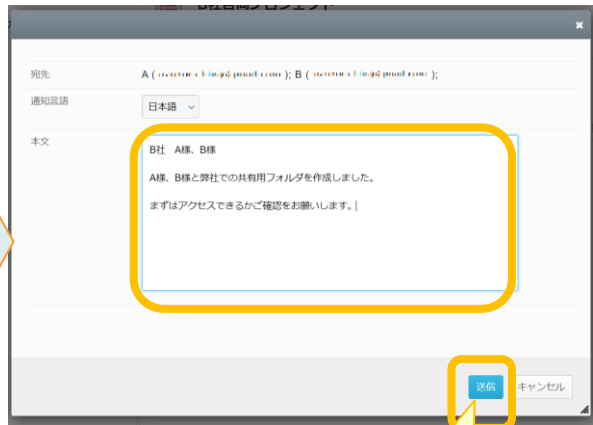 B社合同プロジェクト
×
宛先 A ( ); B ( );
通知言語 日本語
本文
B社 A様、B様
A様、B様と弊社での共有用フォルダを作成しました。
まずはアクセスできるかご確認をお願いします。
送信 キャンセル